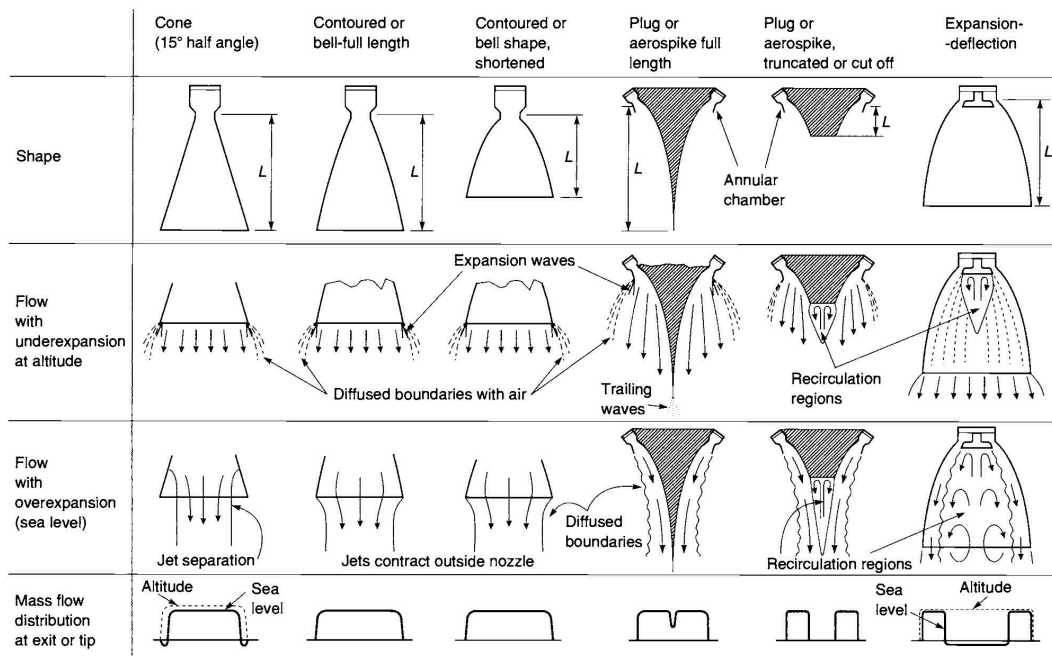 Cone
(15° half angle)
Contoured or
bell-full length
Contoured or
bell shape,
shortened
Plug or
aerospike full
length
Plug or
aerospike,
truncated or cut off
Expansion-
-deflection
Shape
L
L
L
L
L
L
Annular
chamber
Flow
with
underexpansion
at altitude
Expansion waves
Diffused boundaries with air
Trailing
waves
Recirculation
regions
Flow
with
overexpansion
(sea level)
Jet separation
Jets contract outside nozzle
Diffused
boundaries
Recirculation regions
Mass flow
distribution
at exit or tip
Altitude
Sea
level
Sea
level
Altitude